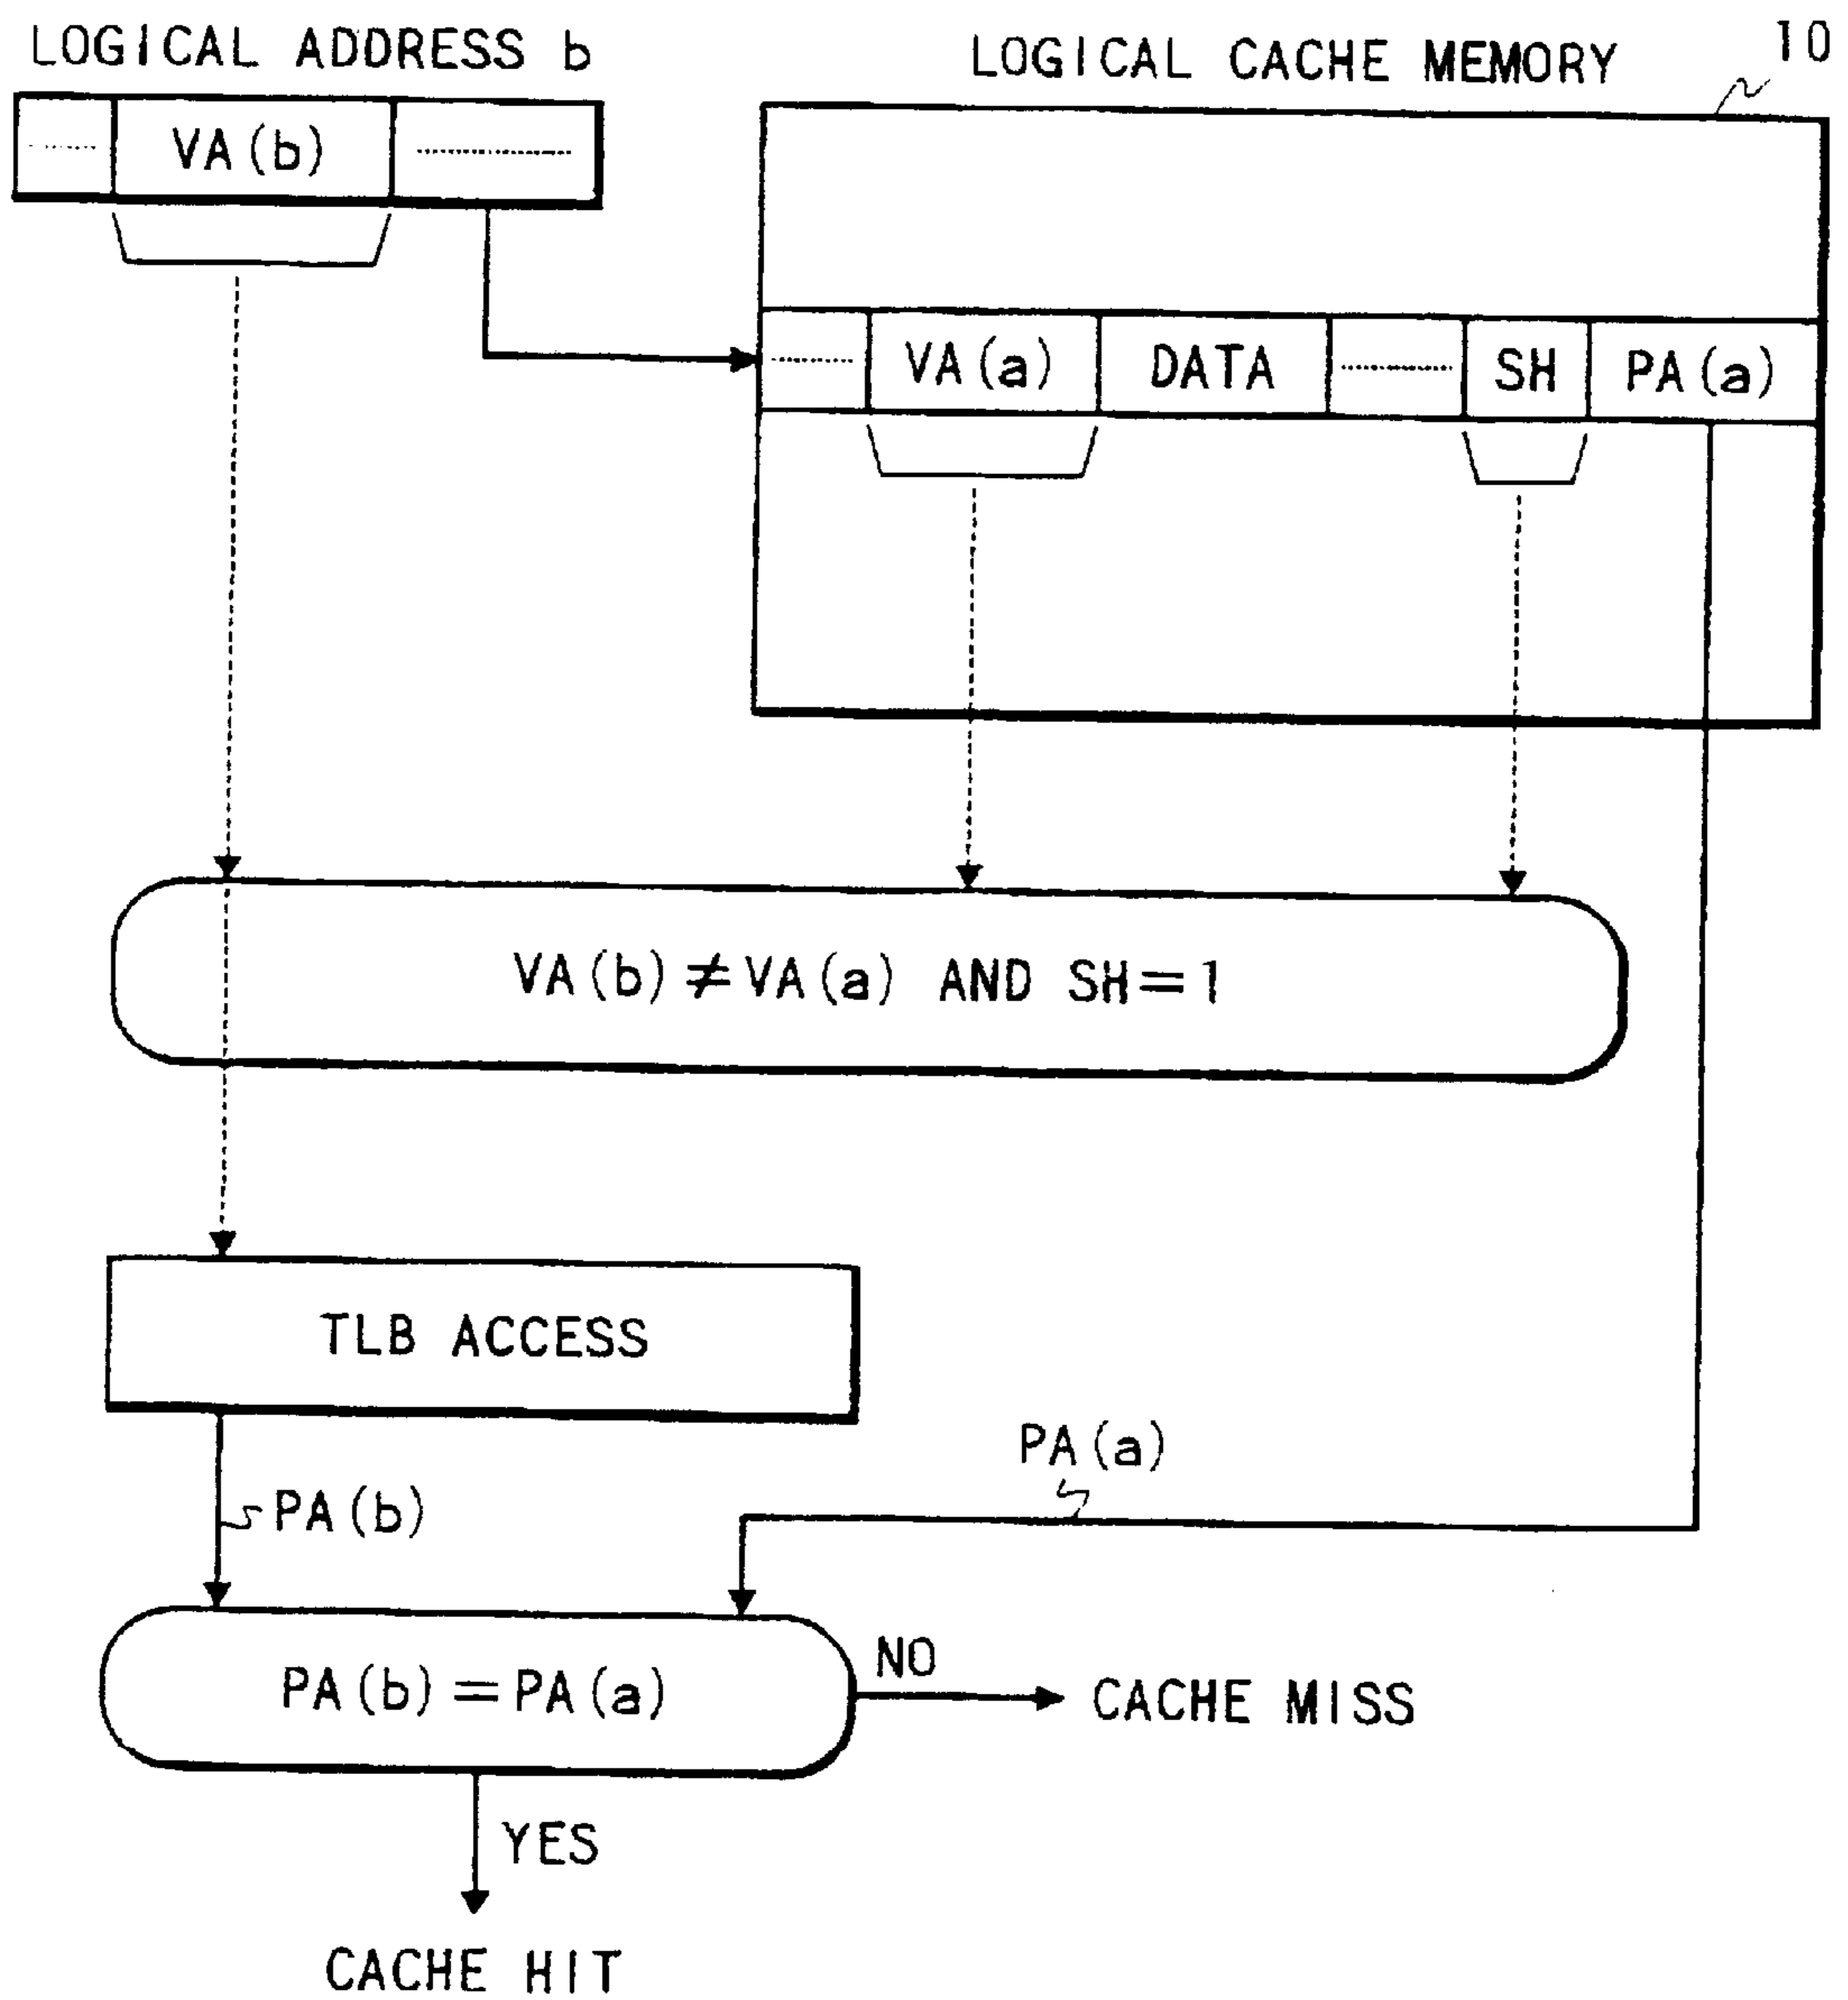 LOGICAL ADDRESS b
LOGICAL CACHE MEMORY
10
VA(b)
VA(a) DATA SH PA(a)
VA(b)≠VA(a) AND SH=1
TLB ACCESS
PA(a)
PA(b)
PA(b)=PA(a)
NO
CACHE MISS
YES
CACHE HIT